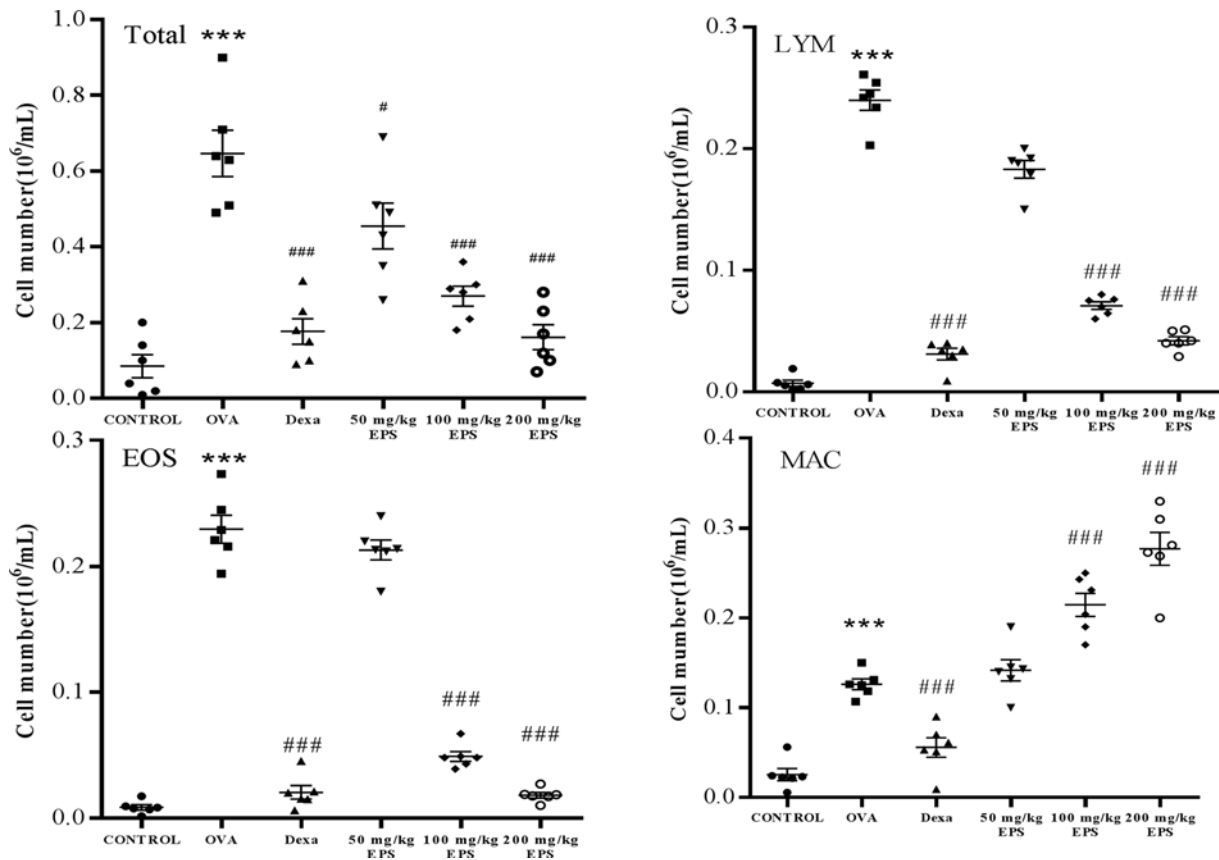 Total
***
#
###
###
###
Cell mumber(10⁶/mL)
1.0
0.8
0.6
0.4
0.2
0.0
CONTROL OVA Dexa 50 mg/kg 100 mg/kg 200 mg/kg
EPS EPS EPS
LYM
***
###
###
###
Cell mumber(10⁶/mL)
0.3
0.2
0.1
0.0
CONTROL OVA Dexa 50 mg/kg 100 mg/kg 200 mg/kg
EPS EPS EPS
EOS
***
###
###
###
Cell mumber(10⁶/mL)
0.3
0.2
0.1
0.0
CONTROL OVA Dexa 50 mg/kg 100 mg/kg 200 mg/kg
EPS EPS EPS
MAC
***
###
###
###
Cell mumber(10⁶/mL)
0.4
0.3
0.2
0.1
0.0
CONTROL OVA Dexa 50 mg/kg 100 mg/kg 200 mg/kg
EPS EPS EPS